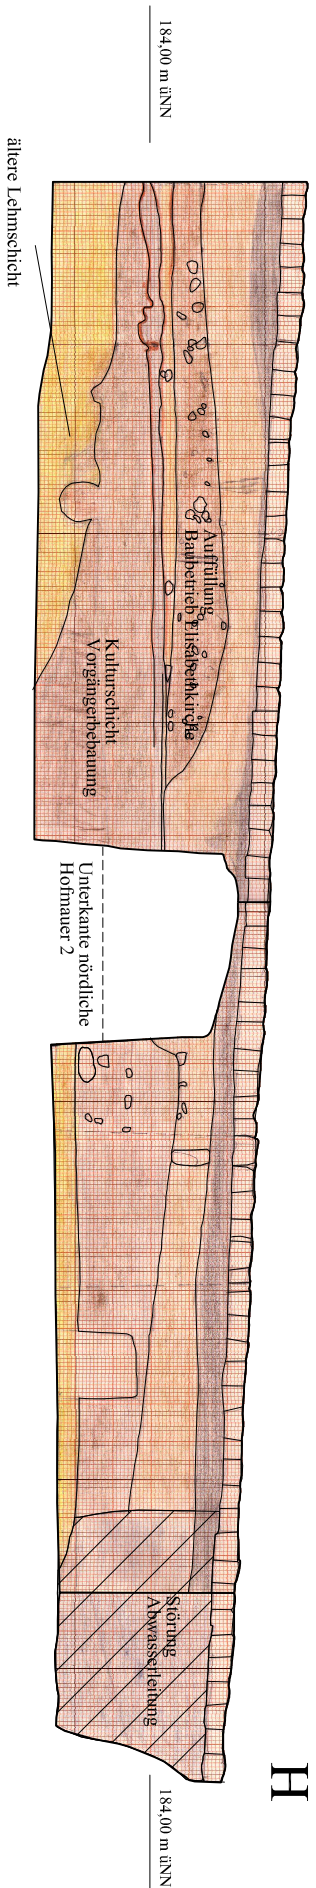 H
184,00 m üNN
184,00 m üNN
ältere Lehmschicht
Auffüllung
Baubetrieb Elisabethkirche
Kulturschicht
Vorgängerbebauung
Unterkante nördliche
Hofmauer 2
Störung
Abwasserleitung